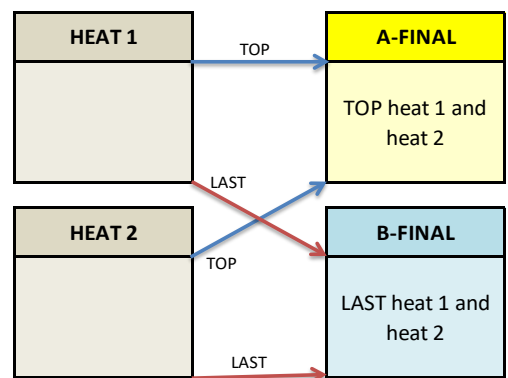 HEAT 1
TOP
A-FINAL
TOP heat 1 and
heat 2
LAST
HEAT 2
TOP
B-FINAL
LAST heat 1 and
heat 2
LAST